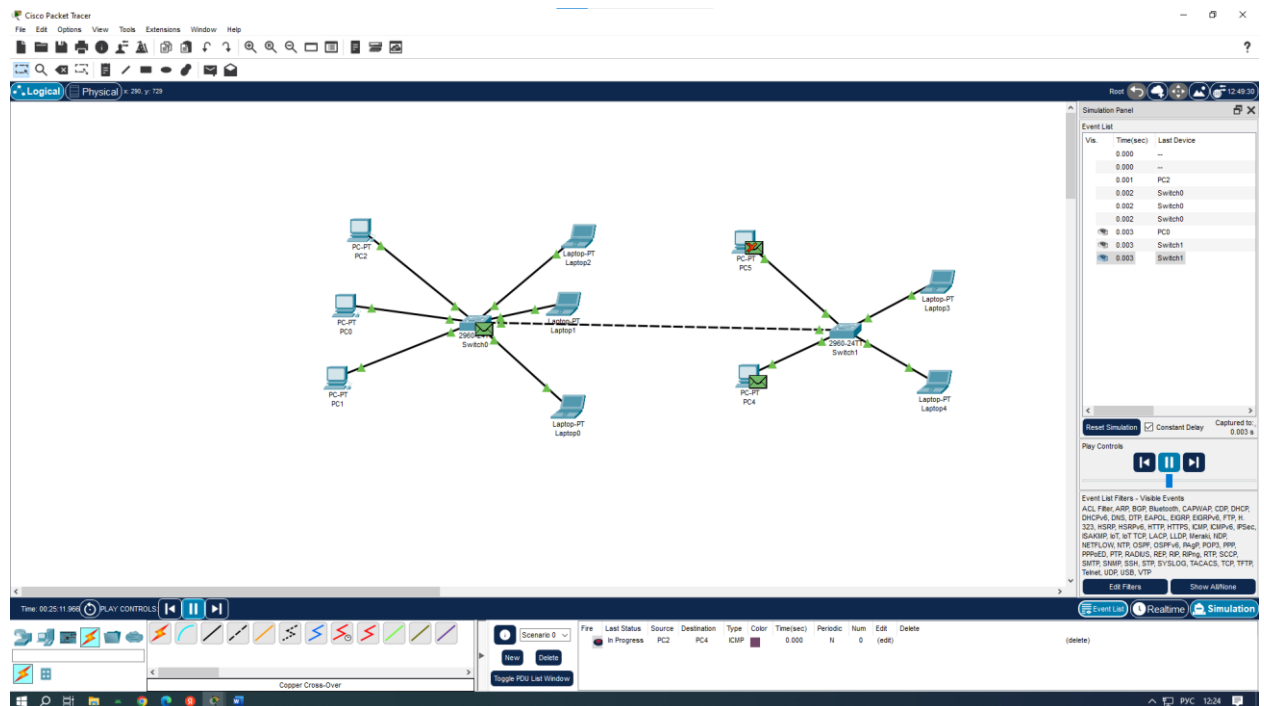 Cisco Packet Tracer
File Edit Options View Tools Extensions Window Help
?
Logical Physical x: 290, y: 729 Root 12:49:30
Simulation Panel
Event List
Vis. Time(sec) Last Device
0.000 --
0.000 --
0.001 PC2
0.002 Switch0
0.002 Switch0
0.002 Switch0
0.003 PC0
0.003 Switch1
0.003 Switch1
PC-PT
PC2
Laptop-PT
Laptop2
PC-PT
PC5
Laptop-PT
Laptop3
PC-PT
PC0
Laptop-PT
Laptop1
2960-24TT
Switch0
2960-24TT
Switch1
PC-PT
PC1
PC-PT
PC4
Laptop-PT
Laptop4
Laptop-PT
Laptop0
Reset Simulation Constant Delay Captured to:
0.003 s
Play Controls
Event List Filters - Visible Events
ACL Filter, ARP, BGP, Bluetooth, CAPWAP, CDP, DHCP,
DHCPv6, DNS, DTP, EAPOL, EIGRP, EIGRPv6, FTP, H.
323, HSRP, HSRPv6, HTTP, HTTPS, ICMP, ICMPv6, IPSec,
ISAKMP, IoT, IoT TCP, LACP, LLDP, Meraki, NDP,
NETFLOW, NTP, OSPF, OSPFv6, PAgP, POP3, PPP,
PPPoED, PTP, RADIUS, REP, RIP, RIPng, RTP, SCCP,
SMTP, SNMP, SSH, STP, SYSLOG, TACACS, TCP, TFTP,
Telnet, UDP, USB, VTP
Edit Filters Show All/None
Time: 00:25:11.966 PLAY CONTROLS: Event List Realtime Simulation
Scenario 0
New Delete
Toggle PDU List Window
Fire Last Status Source Destination Type Color Time(sec) Periodic Num Edit Delete
In Progress PC2 PC4 ICMP 0.000 N 0 (edit) (delete)
Copper Cross-Over
РУС 12:24